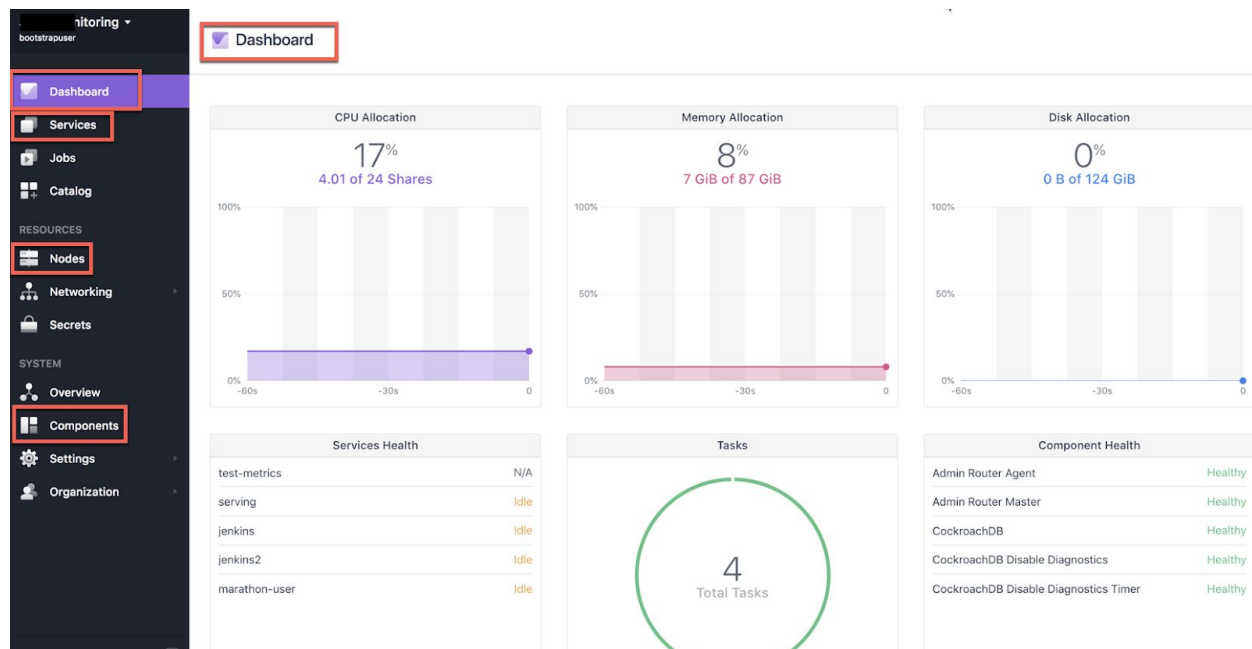 nitoring
bootstrapuser
Dashboard
Services
Jobs
Catalog
RESOURCES
Nodes
Networking
Secrets
SYSTEM
Overview
Components
Settings
Organization
Dashboard
CPU Allocation
17%
4.01 of 24 Shares
100%
50%
0%
-60s -30s 0
Memory Allocation
8%
7 GiB of 87 GiB
100%
50%
0%
-60s -30s 0
Disk Allocation
0%
0 B of 124 GiB
100%
50%
0%
-60s -30s 0
Services Health
test-metrics N/A
serving Idle
jenkins Idle
jenkins2 Idle
marathon-user Idle
Tasks
4
Total Tasks
Component Health
Admin Router Agent Healthy
Admin Router Master Healthy
CockroachDB Healthy
CockroachDB Disable Diagnostics Healthy
CockroachDB Disable Diagnostics Timer Healthy